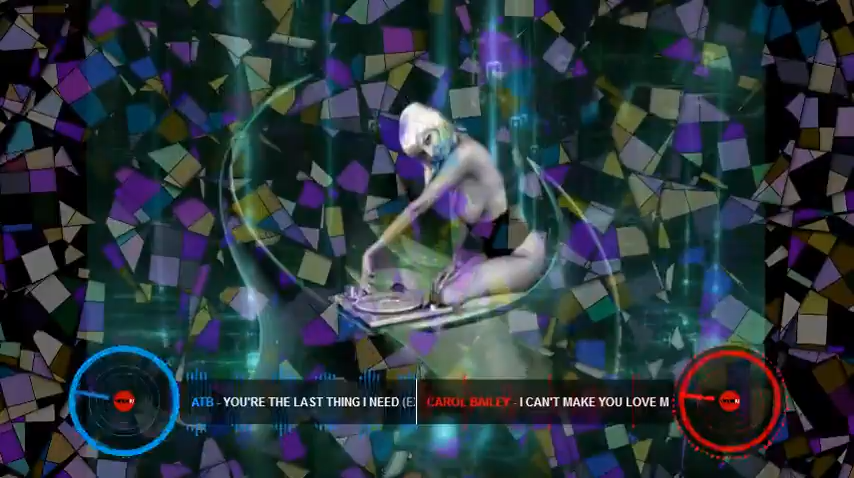 ATB - YOU'RE THE LAST THING I NEED (E
CAROL BAILEY - I CAN'T MAKE YOU LOVE M